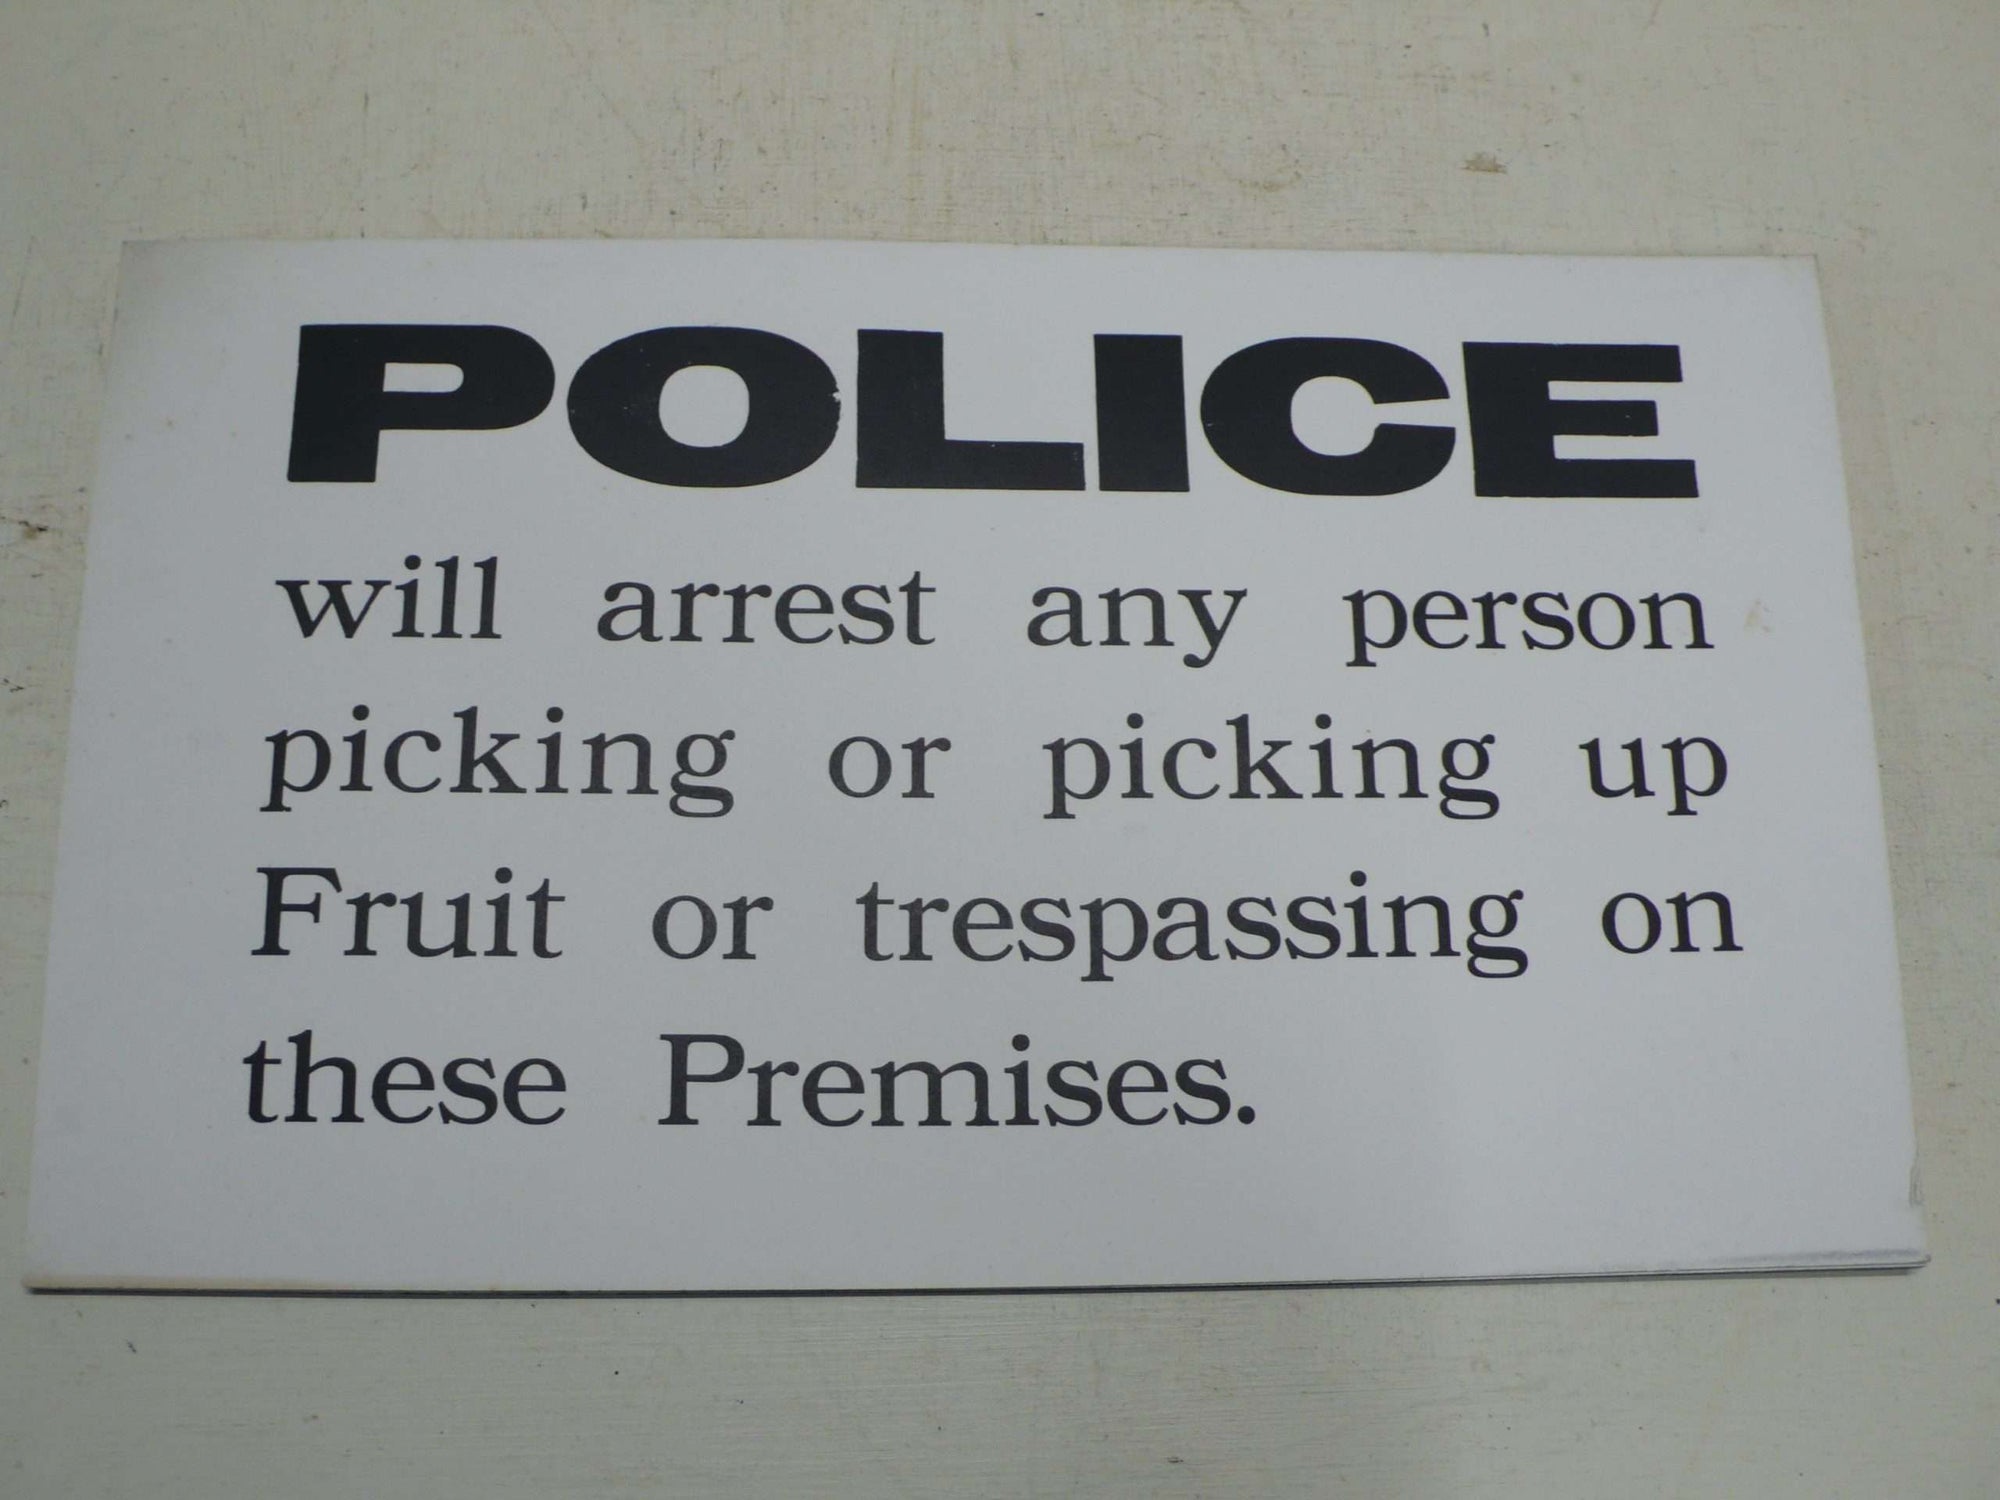 POLICE
will arrest any person
picking or picking up
Fruit or trespassing on
these Premises.